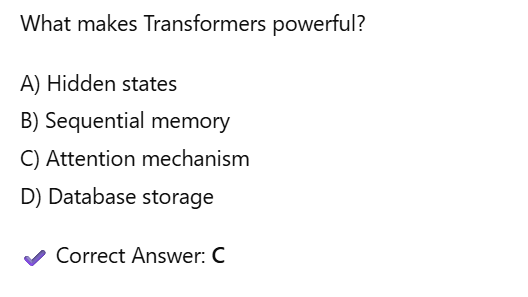 What makes Transformers powerful?
A) Hidden states
B) Sequential memory
C) Attention mechanism
D) Database storage
Correct Answer: C